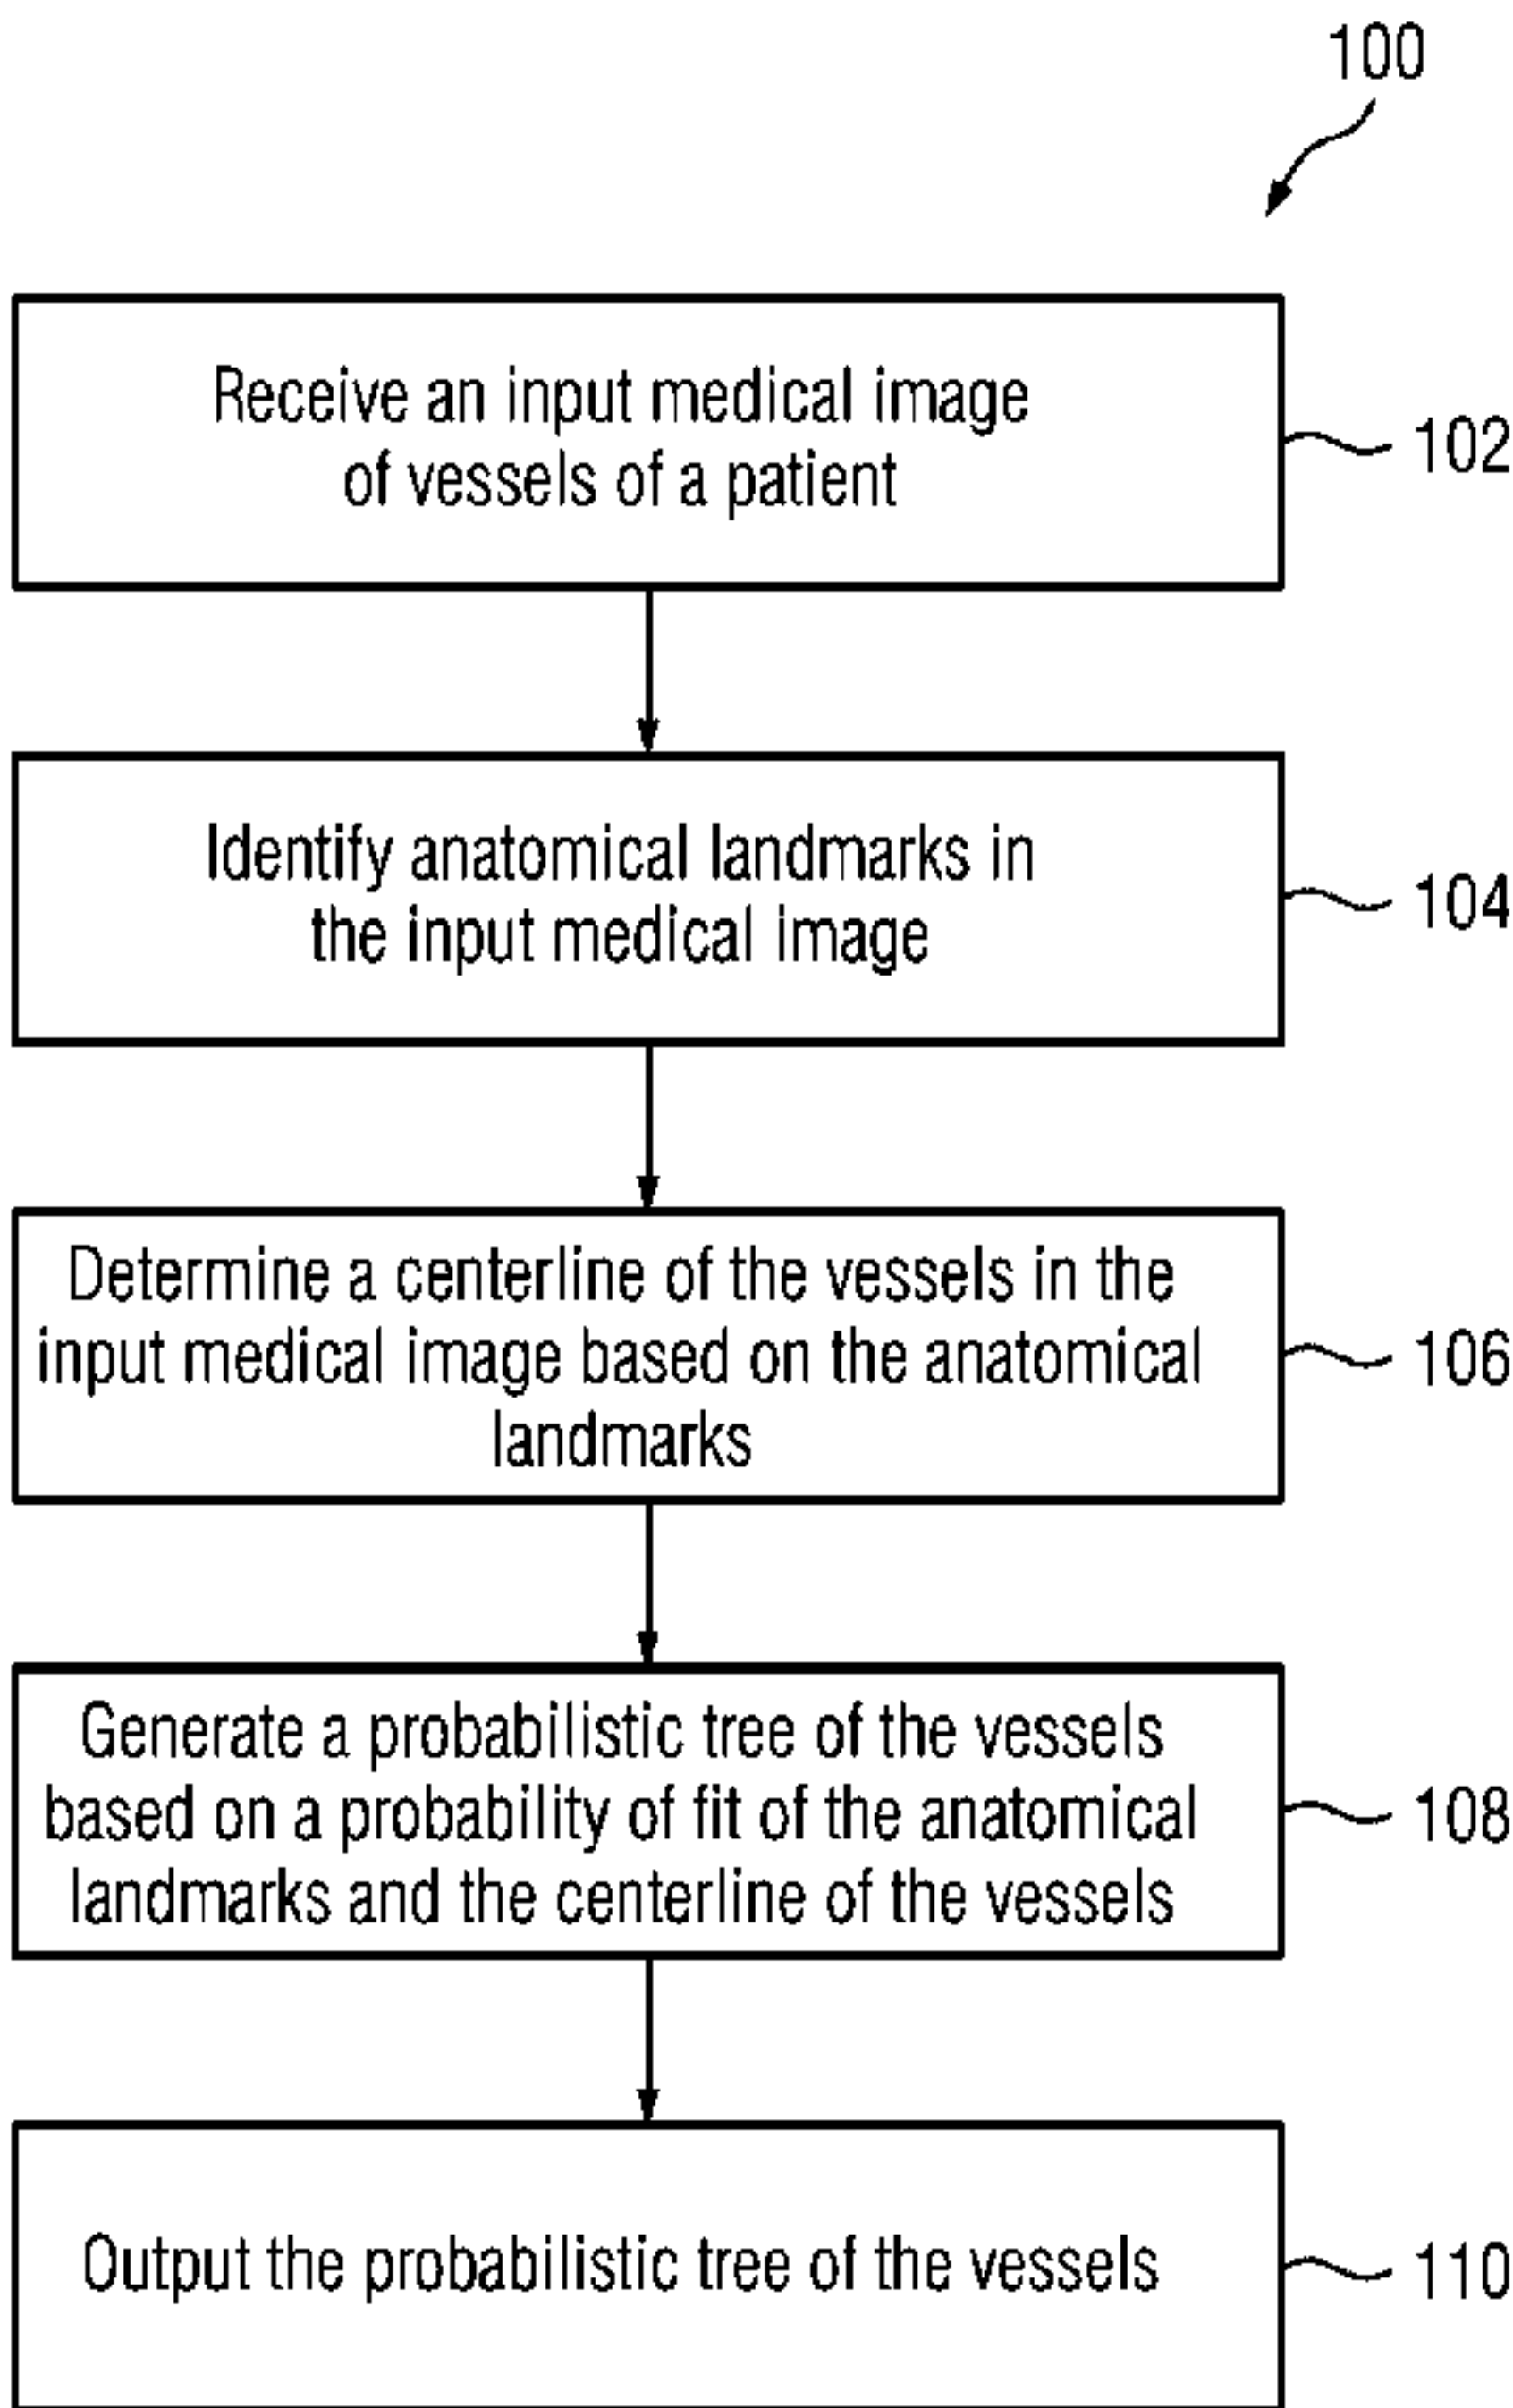 100
Receive an input medical image
of vessels of a patient
102
Identify anatomical landmarks in
the input medical image
104
Determine a centerline of the vessels in the
input medical image based on the anatomical
landmarks
106
Generate a probabilistic tree of the vessels
based on a probability of fit of the anatomical
landmarks and the centerline of the vessels
108
Output the probabilistic tree of the vessels
110